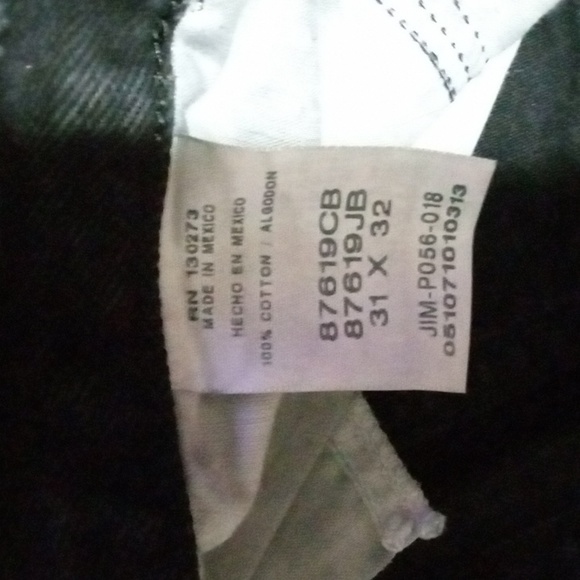 RN 130273
MADE IN MEXICO
HECHO EN MEXICO
100% COTTON / ALGODON
87619CB
87619JB
31 X 32
JIM-P056-018
051071010313